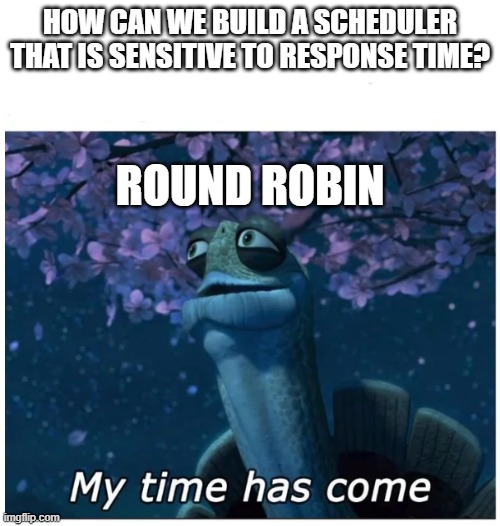 HOW CAN WE BUILD A SCHEDULER
THAT IS SENSITIVE TO RESPONSE TIME?
ROUND ROBIN
My time has come
imgflip.com